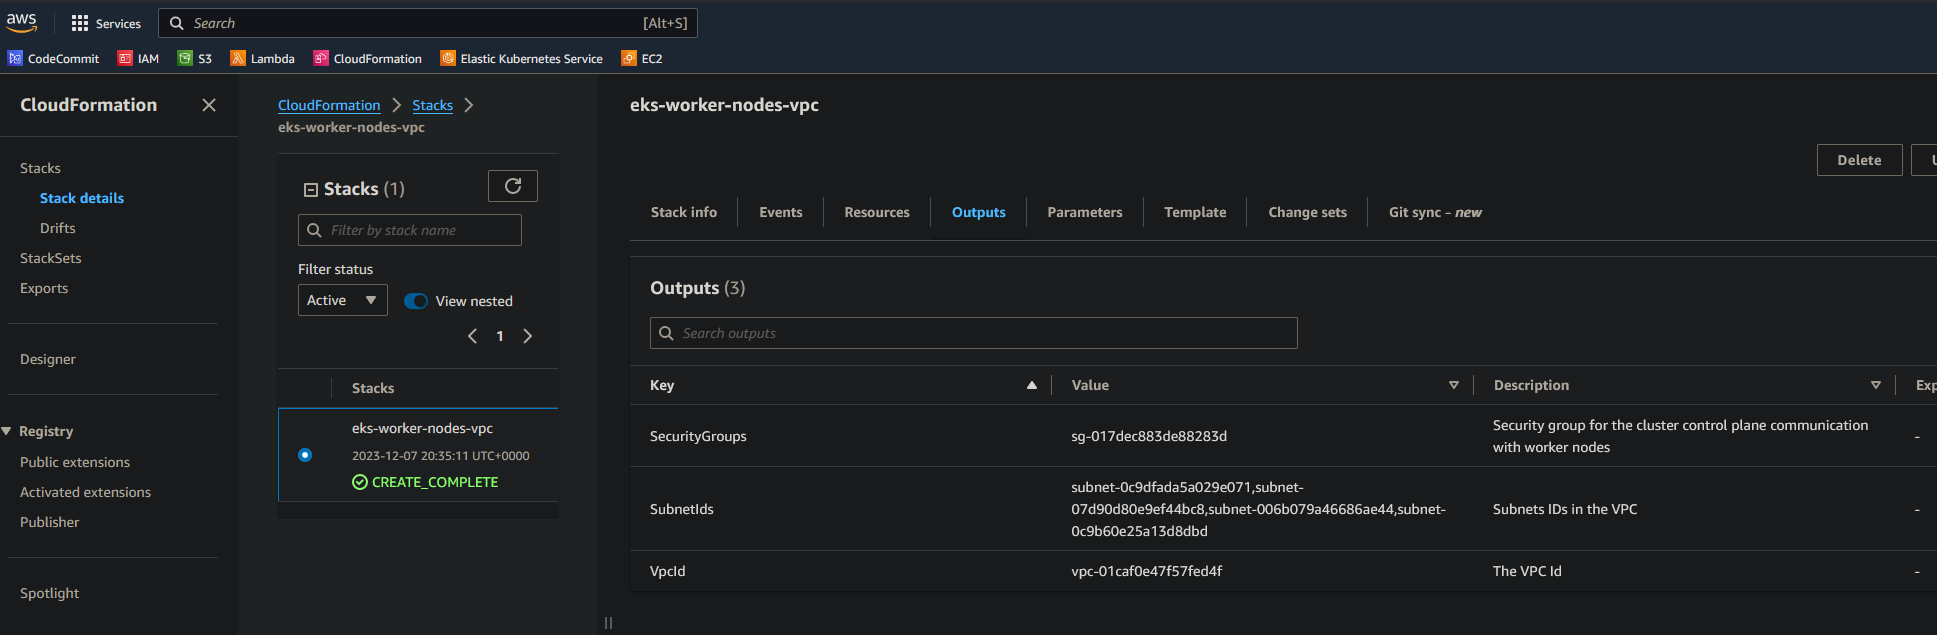 aws
Services
Search
[Alt+S]
CodeCommit
IAM
S3
Lambda
CloudFormation
Elastic Kubernetes Service
EC2
CloudFormation
Stacks
Stack details
Drifts
StackSets
Exports
Designer
Registry
Public extensions
Activated extensions
Publisher
Spotlight
CloudFormation
Stacks
eks-worker-nodes-vpc
Stacks (1)
Filter by stack name
Filter status
Active
View nested
1
Stacks
eks-worker-nodes-vpc
2023-12-07 20:35:11 UTC+0000
CREATE_COMPLETE
eks-worker-nodes-vpc
Delete
Stack info
Events
Resources
Outputs
Parameters
Template
Change sets
Git sync - new
Outputs (3)
Search outputs
Key
Value
Description
SecurityGroups
sg-017dec883de88283d
Security group for the cluster control plane communication
with worker nodes
-
SubnetIds
subnet-0c9dfada5a029e071,subnet-
07d90d80e9ef44bc8,subnet-006b079a46686ae44,subnet-
0c9b60e25a13d8dbd
Subnets IDs in the VPC
-
VpcId
vpc-01caf0e47f57fed4f
The VPC Id
-